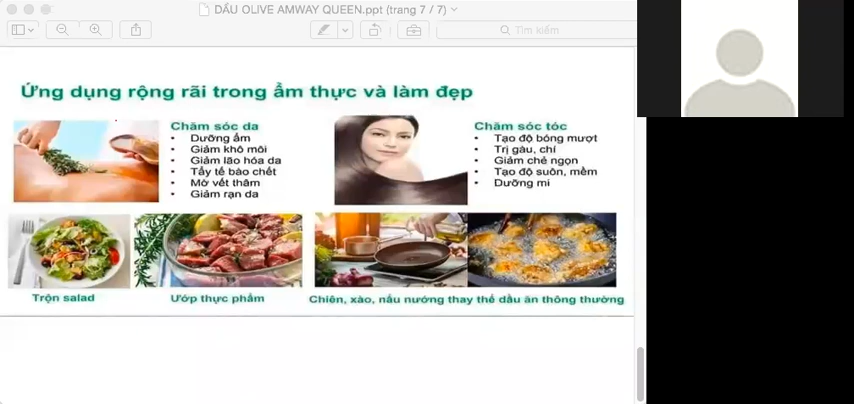 DẦU OLIVE AMWAY QUEEN.ppt (trang 7 / 7)
Tìm kiếm
Ứng dụng rộng rãi trong ẩm thực và làm đẹp
Chăm sóc da
• Dưỡng ẩm
• Giảm khô môi
• Giảm lão hóa da
• Tẩy tế bào chết
• Mờ vết thâm
• Giảm rạn da
Chăm sóc tóc
• Tạo độ bóng mượt
• Trị gàu, chí
• Giảm chẻ ngọn
• Tạo độ suôn, mềm
• Dưỡng mi
Trộn salad
Ướp thực phẩm
Chiên, xào, nấu nướng thay thế dầu ăn thông thường